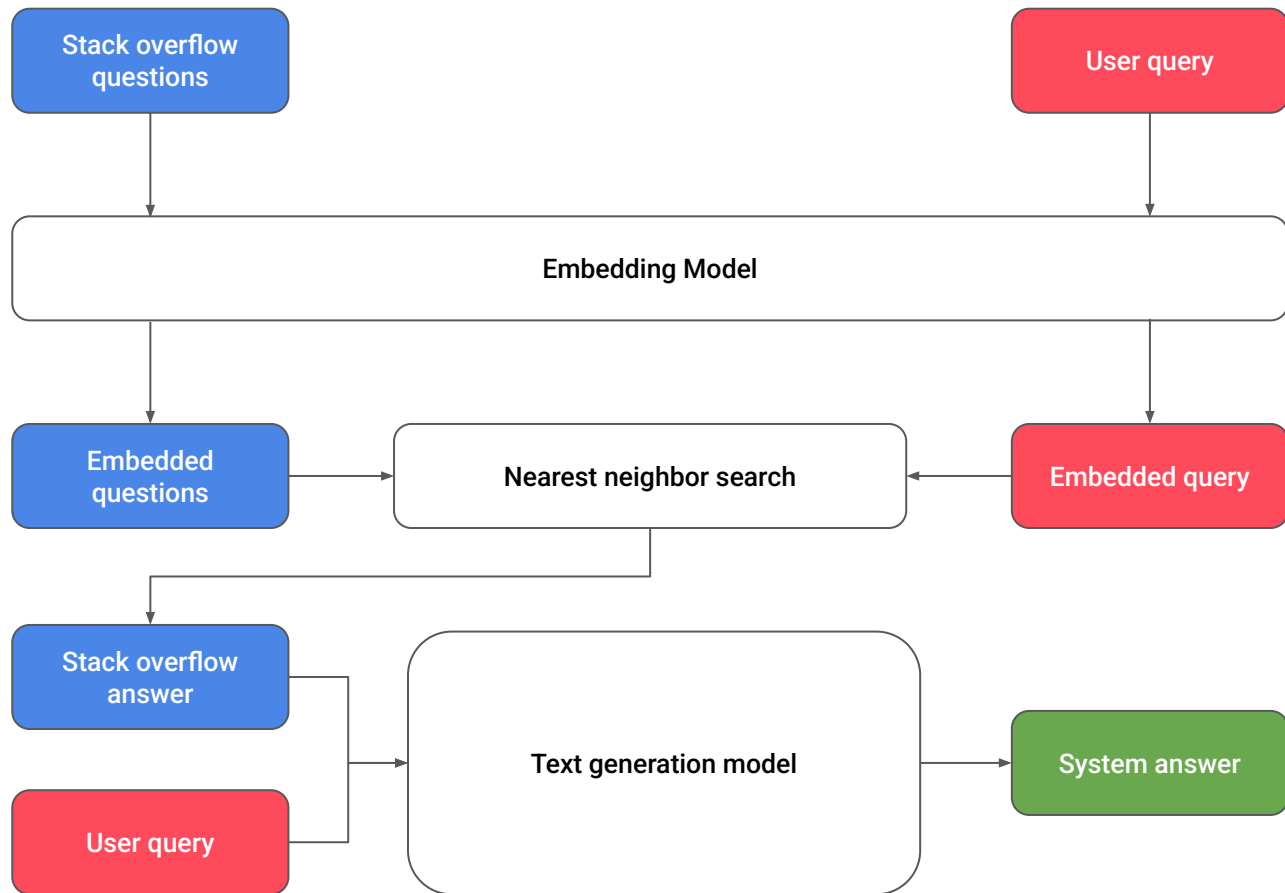 Stack overflow
questions
User query
Embedding Model
Embedded
questions
Nearest neighbor search
Embedded query
Stack overflow
answer
Text generation model
System answer
User query